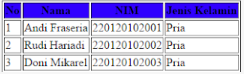 No Nama NIM Jenis Kelamin
1 Andi Fraseria 220120102001 Pria
2 Rudi Hariadi 220120102002 Pria
3 Doni Mikarel 220120102003 Pria